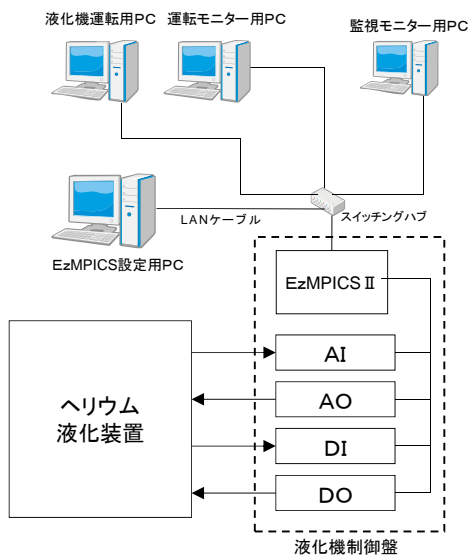 液化機運転用PC
運転モニター用PC
監視モニター用PC
LANケーブル
スイッチングハブ
EzMPICS設定用PC
EzMPICSⅡ
ヘリウム
液化装置
AI
AO
DI
DO
液化機制御盤